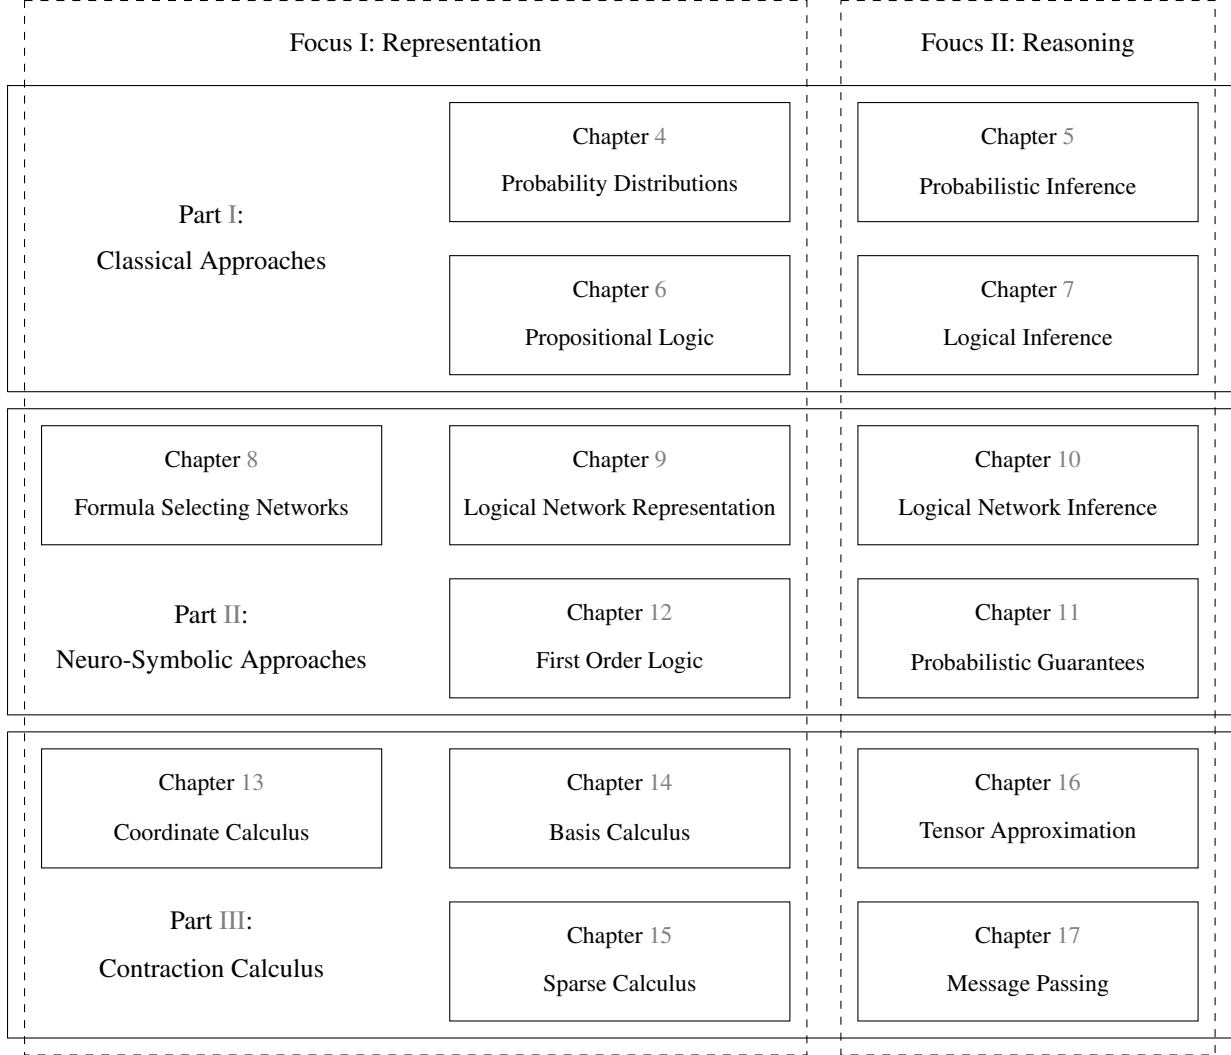 Focus I: Representation
Foucs II: Reasoning
Part I:
Classical Approaches
Chapter 4
Probability Distributions
Chapter 5
Probabilistic Inference
Chapter 6
Propositional Logic
Chapter 7
Logical Inference
Chapter 8
Formula Selecting Networks
Chapter 9
Logical Network Representation
Chapter 10
Logical Network Inference
Part II:
Neuro-Symbolic Approaches
Chapter 12
First Order Logic
Chapter 11
Probabilistic Guarantees
Chapter 13
Coordinate Calculus
Chapter 14
Basis Calculus
Chapter 16
Tensor Approximation
Part III:
Contraction Calculus
Chapter 15
Sparse Calculus
Chapter 17
Message Passing